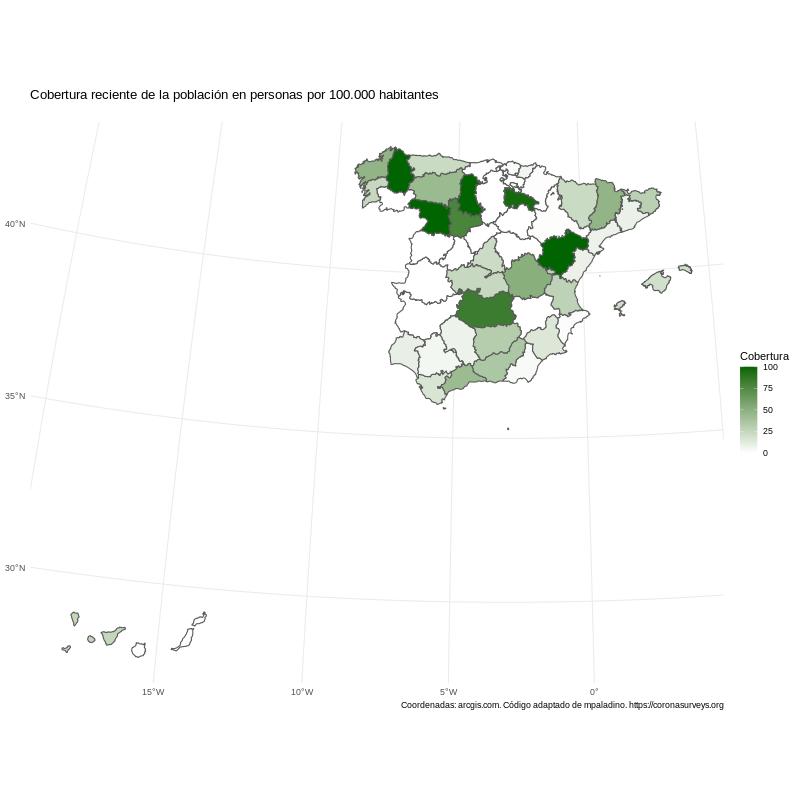 Cobertura reciente de la población en personas por 100.000 habitantes
40°N
35°N
30°N
15°W
10°W
5°W
0°
Cobertura
100
75
50
25
0
Coordenadas: arcgis.com. Código adaptado de mpaladino. https://coronasurveys.org